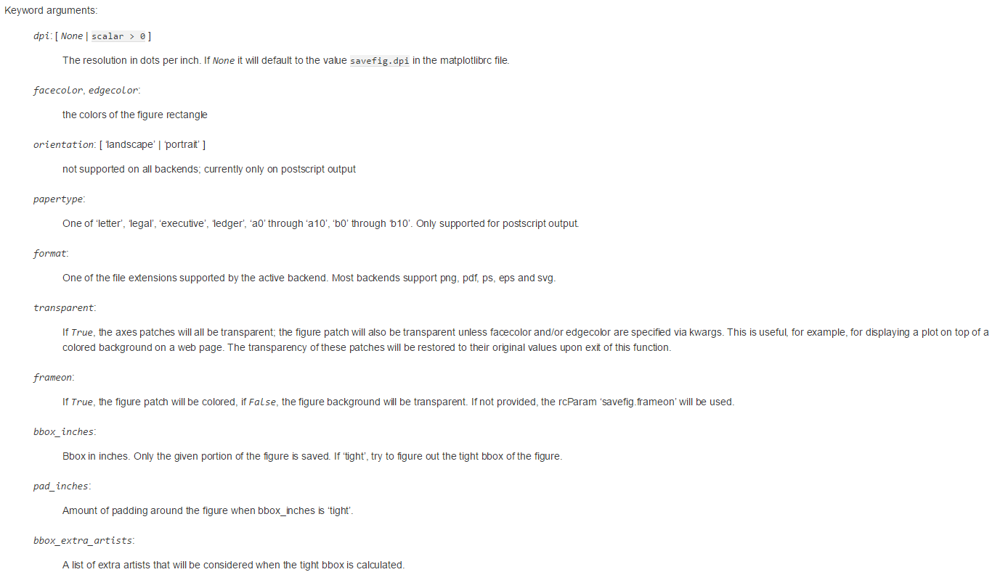 Keyword arguments:
dpi: [ None | scalar > 0 ]
The resolution in dots per inch. If None it will default to the value savefig.dpi in the matplotlibrc file.
facecolor, edgecolor:
the colors of the figure rectangle
orientation: [ ‘landscape’ | ‘portrait’ ]
not supported on all backends; currently only on postscript output
papertype:
One of ‘letter’, ‘legal’, ‘executive’, ‘ledger’, ‘a0’ through ‘a10’, ‘b0’ through ‘b10’. Only supported for postscript output.
format:
One of the file extensions supported by the active backend. Most backends support png, pdf, ps, eps and svg.
transparent:
If True, the axes patches will all be transparent; the figure patch will also be transparent unless facecolor and/or edgecolor are specified via kwargs. This is useful, for example, for displaying a plot on top of a
colored background on a web page. The transparency of these patches will be restored to their original values upon exit of this function.
frameon:
If True, the figure patch will be colored, if False, the figure background will be transparent. If not provided, the rcParam ‘savefig.frameon’ will be used.
bbox_inches:
Bbox in inches. Only the given portion of the figure is saved. If ‘tight’, try to figure out the tight bbox of the figure.
pad_inches:
Amount of padding around the figure when bbox_inches is ‘tight’.
bbox_extra_artists:
A list of extra artists that will be considered when the tight bbox is calculated.